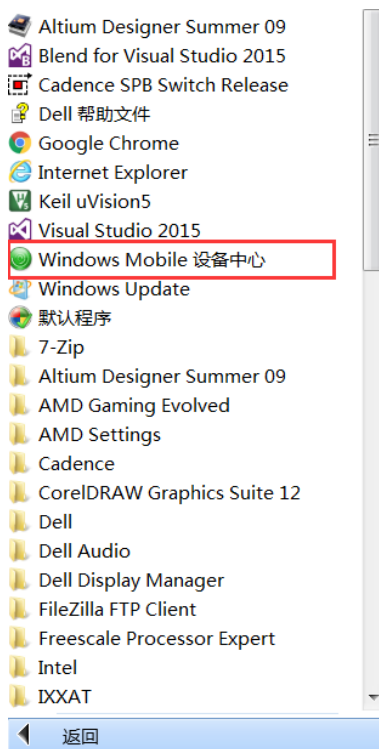 Altium Designer Summer 09
Blend for Visual Studio 2015
Cadence SPB Switch Release
Dell 帮助文件
Google Chrome
Internet Explorer
Keil uVision5
Visual Studio 2015
Windows Mobile 设备中心
Windows Update
默认程序
7-Zip
Altium Designer Summer 09
AMD Gaming Evolved
AMD Settings
Cadence
CorelDRAW Graphics Suite 12
Dell
Dell Audio
Dell Display Manager
FileZilla FTP Client
Freescale Processor Expert
Intel
IXXAT
返回